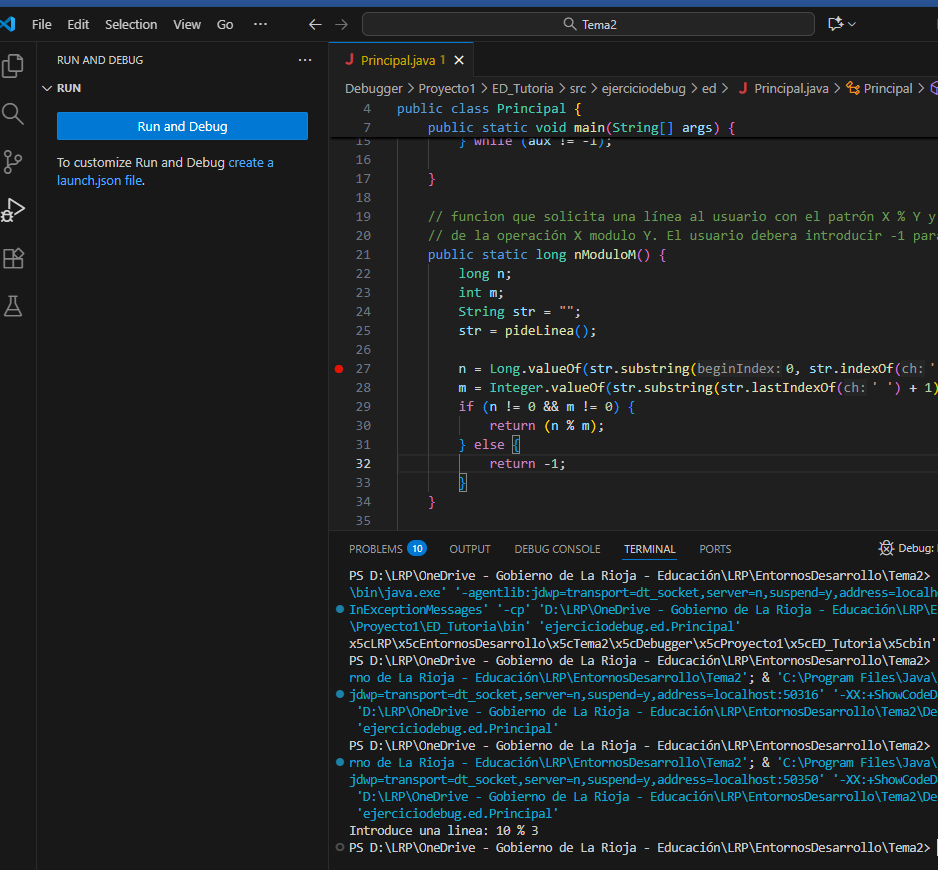 File Edit Selection View Go ··· ← → Tema2
RUN AND DEBUG ···
RUN
Run and Debug
To customize Run and Debug create a
launch.json file.
J Principal.java 1 ×
Debugger > Proyecto1 > ED_Tutoria > src > ejerciciodebug > ed > J Principal.java > Principal >
4 public class Principal {
7 public static void main(String[] args) {
15 } while (aux != -1);
16
17 }
18
19 // funcion que solicita una línea al usuario con el patrón X % Y y
20 // de la operación X modulo Y. El usuario debera introducir -1 para
21 public static long nModuloM() {
22 long n;
23 int m;
24 String str = "";
25 str = pideLinea();
26
27 n = Long.valueOf(str.substring(beginIndex: 0, str.indexOf(ch: '
28 m = Integer.valueOf(str.substring(str.lastIndexOf(ch: ' ') + 1)
29 if (n != 0 && m != 0) {
30 return (n % m);
31 } else {
32 return -1;
33 }
34 }
35
PROBLEMS 10 OUTPUT DEBUG CONSOLE TERMINAL PORTS Debug:
PS D:\LRP\OneDrive - Gobierno de La Rioja - Educación\LRP\EntornosDesarrollo\Tema2>
\bin\java.exe' '-agentlib:jdwp=transport=dt_socket,server=n,suspend=y,address=localh
InExceptionMessages' '-cp' 'D:\LRP\OneDrive - Gobierno de La Rioja - Educación\LRP\E
\Proyecto1\ED_Tutoria\bin' 'ejerciciodebug.ed.Principal'
x5cLRP\x5cEntornosDesarrollo\x5cTema2\x5cDebugger\x5cProyecto1\x5cED_Tutoria\x5cbin'
PS D:\LRP\OneDrive - Gobierno de La Rioja - Educación\LRP\EntornosDesarrollo\Tema2>
rno de La Rioja - Educación\LRP\EntornosDesarrollo\Tema2'; & 'C:\Program Files\Java\
jdwp=transport=dt_socket,server=n,suspend=y,address=localhost:50316' '-XX:+ShowCodeD
'D:\LRP\OneDrive - Gobierno de La Rioja - Educación\LRP\EntornosDesarrollo\Tema2\De
'ejerciciodebug.ed.Principal'
PS D:\LRP\OneDrive - Gobierno de La Rioja - Educación\LRP\EntornosDesarrollo\Tema2>
rno de La Rioja - Educación\LRP\EntornosDesarrollo\Tema2'; & 'C:\Program Files\Java\
jdwp=transport=dt_socket,server=n,suspend=y,address=localhost:50350' '-XX:+ShowCodeD
'D:\LRP\OneDrive - Gobierno de La Rioja - Educación\LRP\EntornosDesarrollo\Tema2\De
'ejerciciodebug.ed.Principal'
Introduce una linea: 10 % 3
PS D:\LRP\OneDrive - Gobierno de La Rioja - Educación\LRP\EntornosDesarrollo\Tema2>